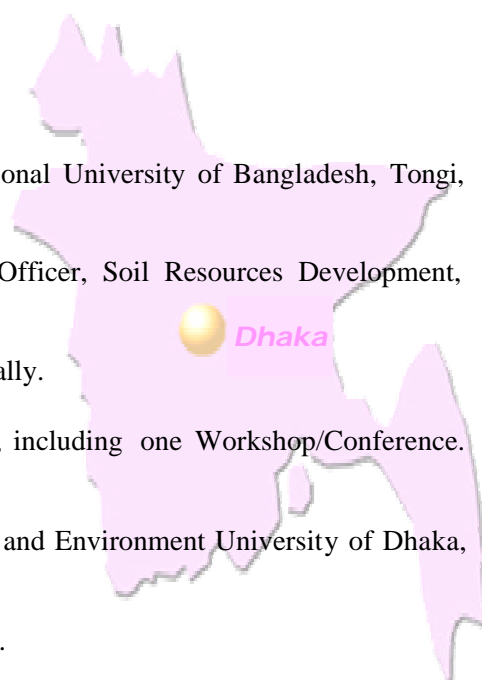 onal University of Bangladesh, Tongi,
Officer, Soil Resources Development,
Dhaka
ally.
, including one Workshop/Conference.
and Environment University of Dhaka,
.